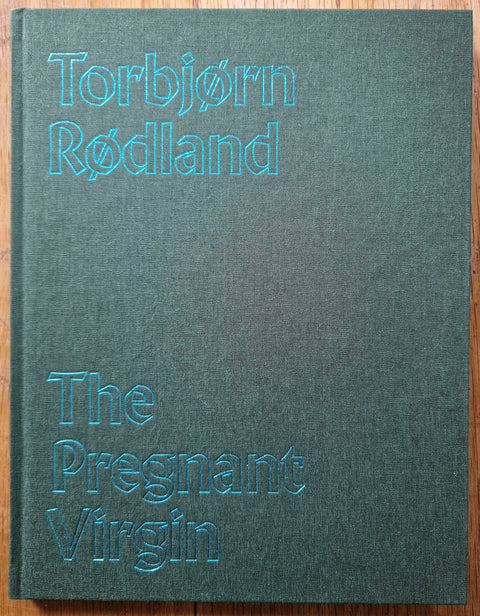 Torbjørn
Rødland
The
Pregnant
Virgin